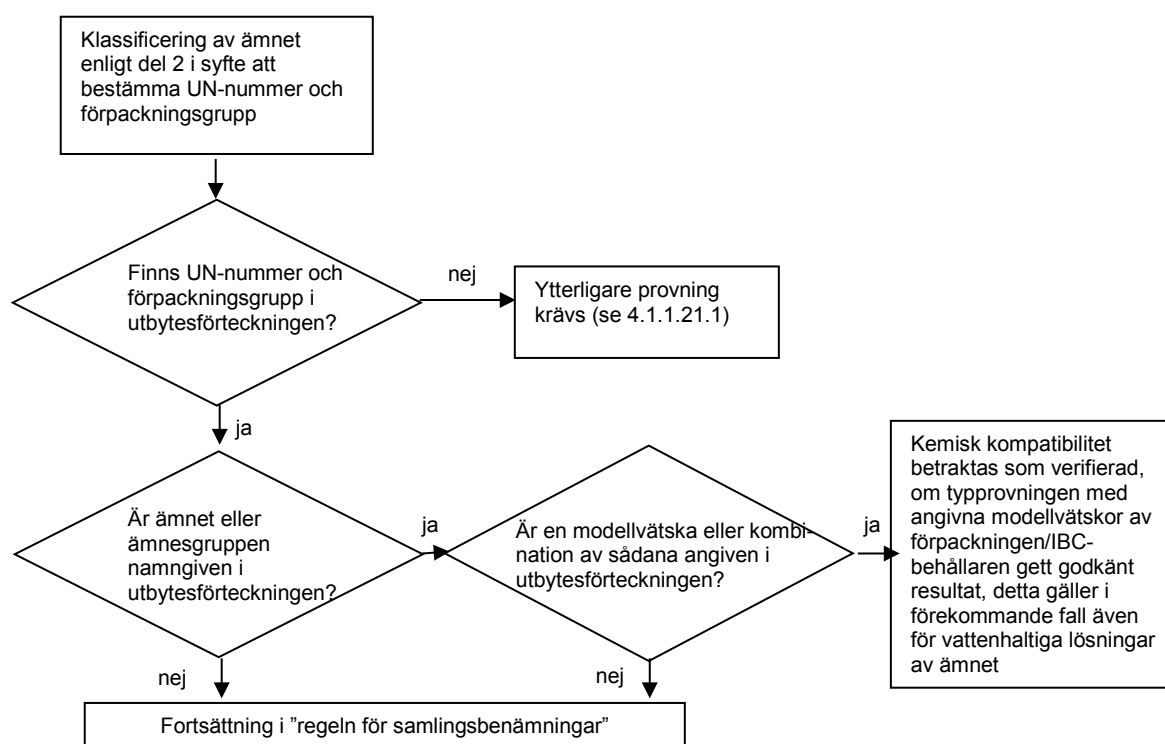 Klassificering av ämnet
enligt del 2 i syfte att
bestämma UN-nummer och
förpackningsgrupp
Finns UN-nummer och
förpackningsgrupp i
utbytesförteckningen?
nej
Ytterligare provning
krävs (se 4.1.1.21.1)
ja
Är ämnet eller
ämnesgruppen
namngiven i
utbytesförteckningen?
ja
Är en modellvätska eller kombi-
nation av sådana angiven i
utbytesförteckningen?
ja
Kemisk kompatibilitet
betraktas som verifierad,
om typprovningen med
angivna modellvätskor av
förpackningen/IBC-
behållaren gett godkänt
resultat, detta gäller i
förekommande fall även
för vattenhaltiga lösningar
av ämnet
nej
nej
Fortsättning i ”regeln för samlingsbenämningar”